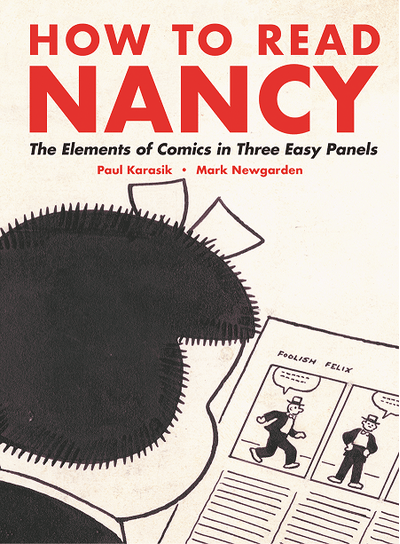 HOW TO READ
NANCY
The Elements of Comics in Three Easy Panels
Paul Karasik • Mark Newgarden
FOOLISH FELIX